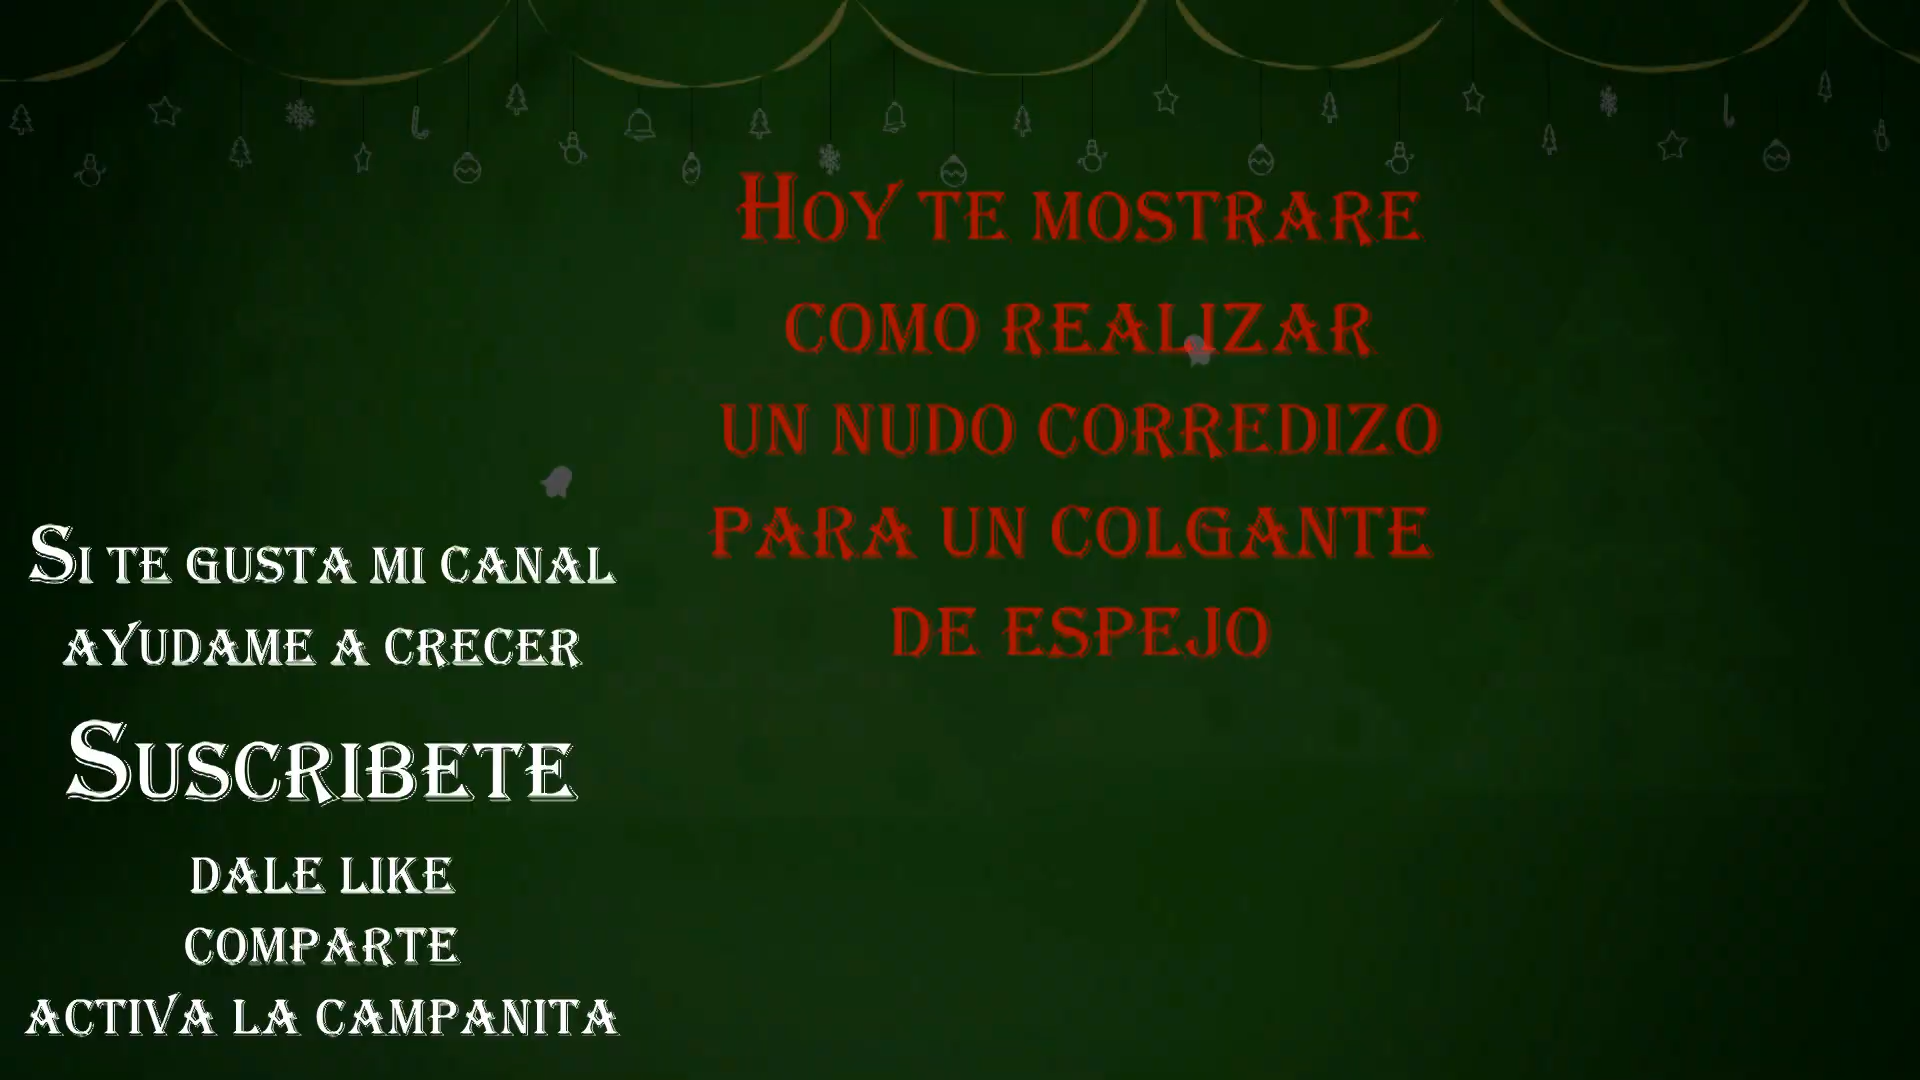 Hoy te mostrare
como realizar
un nudo corredizo
para un colgante
de espejo
Si te gusta mi canal
ayudame a crecer
Suscribete
dale like
comparte
activa la campanita